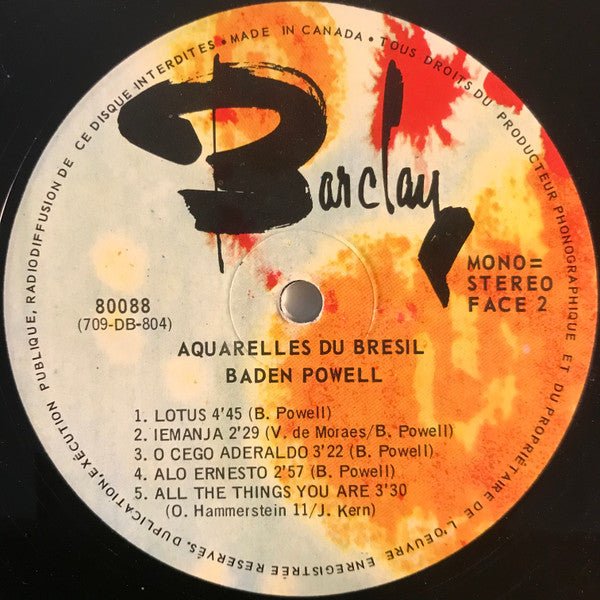 DUPLICATION, EXÉCUTION PUBLIQUE, RADIODIFFUSION DE CE DISQUE INTERDITES • MADE IN CANADA • TOUS DROITS DU PRODUCTEUR PHONOGRAPHIQUE ET DU PROPRIÉTAIRE DE L'OEUVRE ENREGISTRÉE RESERVÉS.
Barclay
80088
(709-DB-804)
MONO=
STEREO
FACE 2
AQUARELLES DU BRESIL
BADEN POWELL
1. LOTUS 4'45 (B. Powell)
2. IEMANJA 2'29 (V. de Moraes/B. Powell)
3. O CEGO ADERALDO 3'22 (B. Powell)
4. ALO ERNESTO 2'57 (B. Powell)
5. ALL THE THINGS YOU ARE 3'30
(O. Hammerstein 11/J. Kern)